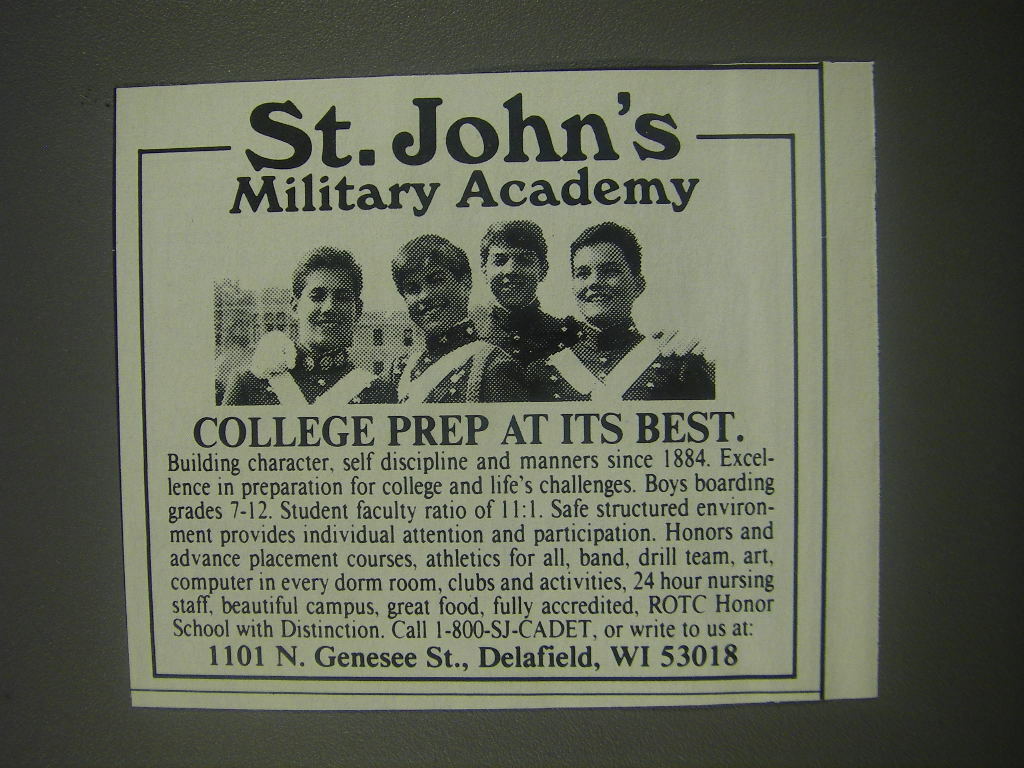 St. John's
Military Academy
COLLEGE PREP AT ITS BEST.
Building character, self discipline and manners since 1884. Excel-
lence in preparation for college and life's challenges. Boys boarding
grades 7-12. Student faculty ratio of 11:1. Safe structured environ-
ment provides individual attention and participation. Honors and
advance placement courses, athletics for all, band, drill team, art,
computer in every dorm room, clubs and activities, 24 hour nursing
staff, beautiful campus, great food, fully accredited, ROTC Honor
School with Distinction. Call 1-800-SJ-CADET, or write to us at:
1101 N. Genesee St., Delafield, WI 53018